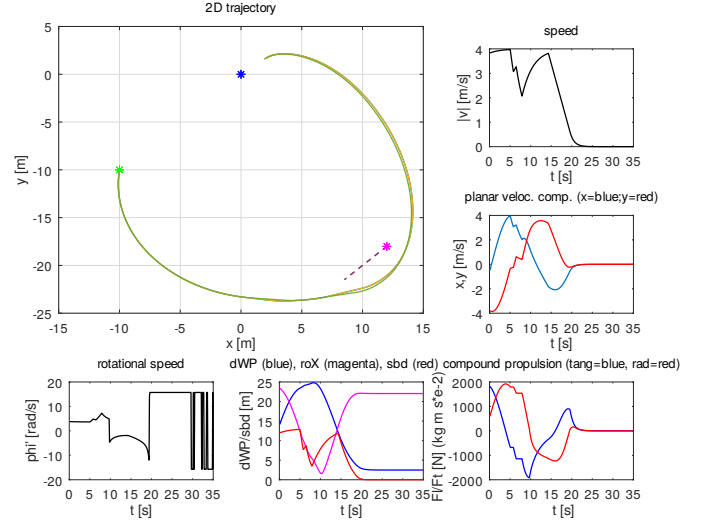 2D trajectory
5
0
-5
-10
-15
-20
-25
-15 -10 -5 0 5 10 15
y [m]
x [m]
speed
4
2
0
0 5 10 15 20 25 30 35
|v| [m/s]
t [s]
planar veloc. comp. (x=blue;y=red)
4
2
0
-2
-4
0 5 10 15 20 25 30 35
x,y [m/s]
t [s]
rotational speed
20
10
0
-10
-20
0 5 10 15 20 25 30 35
phi' [rad/s]
t [s]
dWP (blue), roX (magenta), sbd (red)
25
20
15
10
5
0
0 5 10 15 20 25 30 35
dWP/sbd [m]
t [s]
compound propulsion (tang=blue, rad=red)
2000
1000
0
-1000
-2000
0 5 10 15 20 25 30 35
Fl/Ft [N] (kg m s*e-2)
t [s]